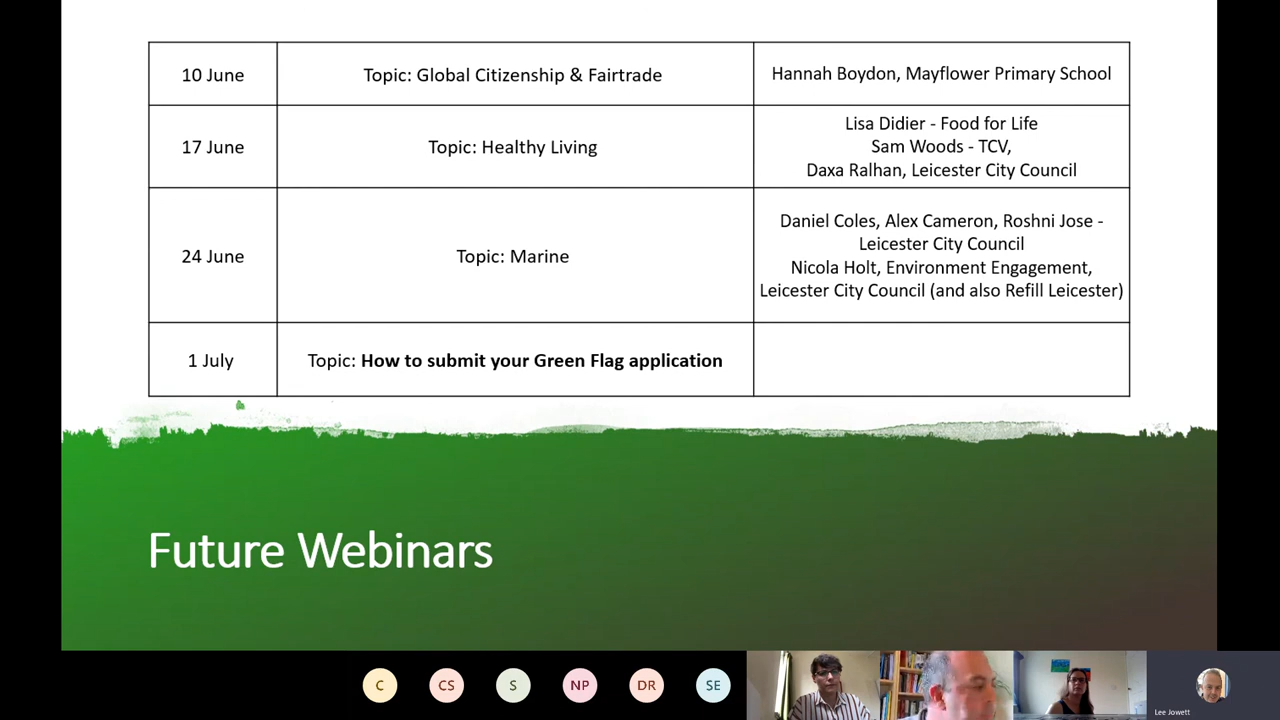 10 June
Topic: Global Citizenship & Fairtrade
Hannah Boydon, Mayflower Primary School
17 June
Topic: Healthy Living
Lisa Didier - Food for Life
Sam Woods - TCV,
Daxa Ralhan, Leicester City Council
24 June
Topic: Marine
Daniel Coles, Alex Cameron, Roshni Jose -
Leicester City Council
Nicola Holt, Environment Engagement,
Leicester City Council (and also Refill Leicester)
1 July
Topic: How to submit your Green Flag application
Future Webinars
C
CS
S
NP
DR
SE
Lee Jowett